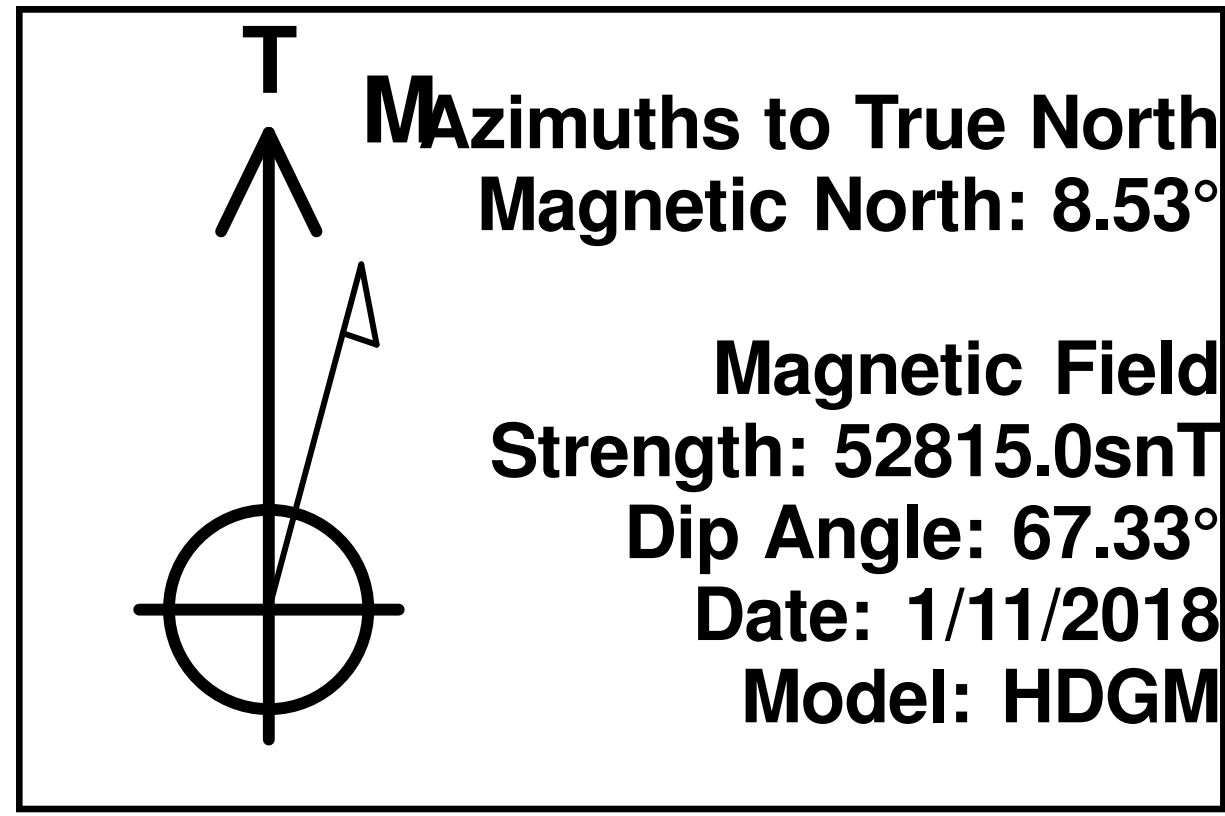 T
M
Azimuths to True North
Magnetic North: 8.53°
Magnetic Field
Strength: 52815.0snT
Dip Angle: 67.33°
Date: 1/11/2018
Model: HDGM